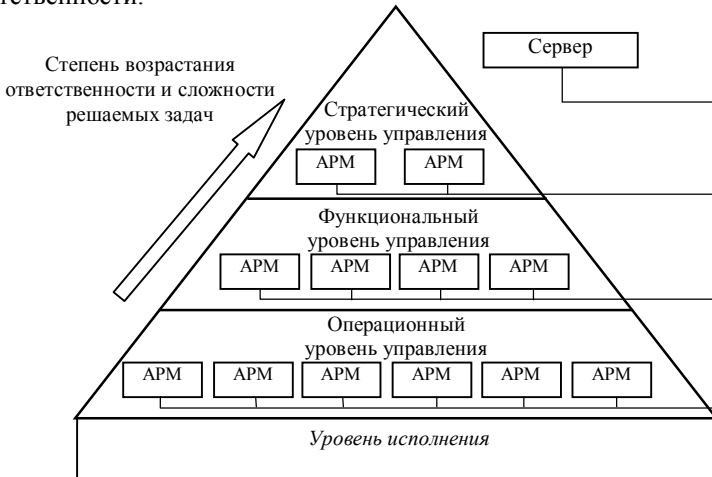 Сервер
Степень возрастания
ответственности и сложности
решаемых задач
Стратегический
уровень управления
АРМ АРМ
Функциональный
уровень управления
АРМ АРМ АРМ АРМ
Операционный
уровень управления
АРМ АРМ АРМ АРМ АРМ АРМ
Уровень исполнения